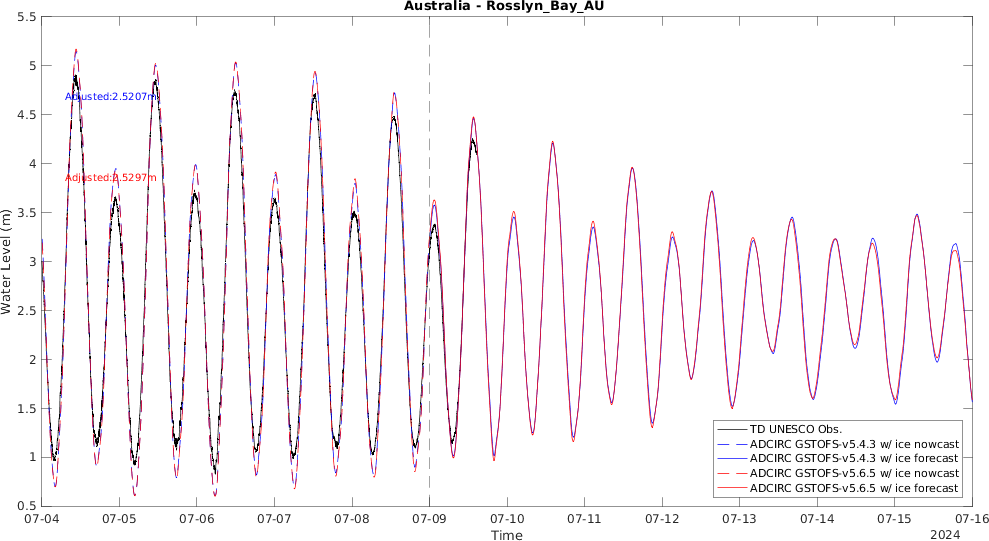 Australia - Rosslyn_Bay_AU
5.5
5
4.5
4
3.5
3
2.5
2
1.5
1
0.5
Water Level (m)
Adjusted:2.5207m
Adjusted:2.5297m
TD UNESCO Obs.
ADCIRC GSTOFS-v5.4.3 w/ ice nowcast
ADCIRC GSTOFS-v5.4.3 w/ ice forecast
ADCIRC GSTOFS-v5.6.5 w/ ice nowcast
ADCIRC GSTOFS-v5.6.5 w/ ice forecast
07-04 07-05 07-06 07-07 07-08 07-09 07-10 07-11 07-12 07-13 07-14 07-15 07-16
Time
2024